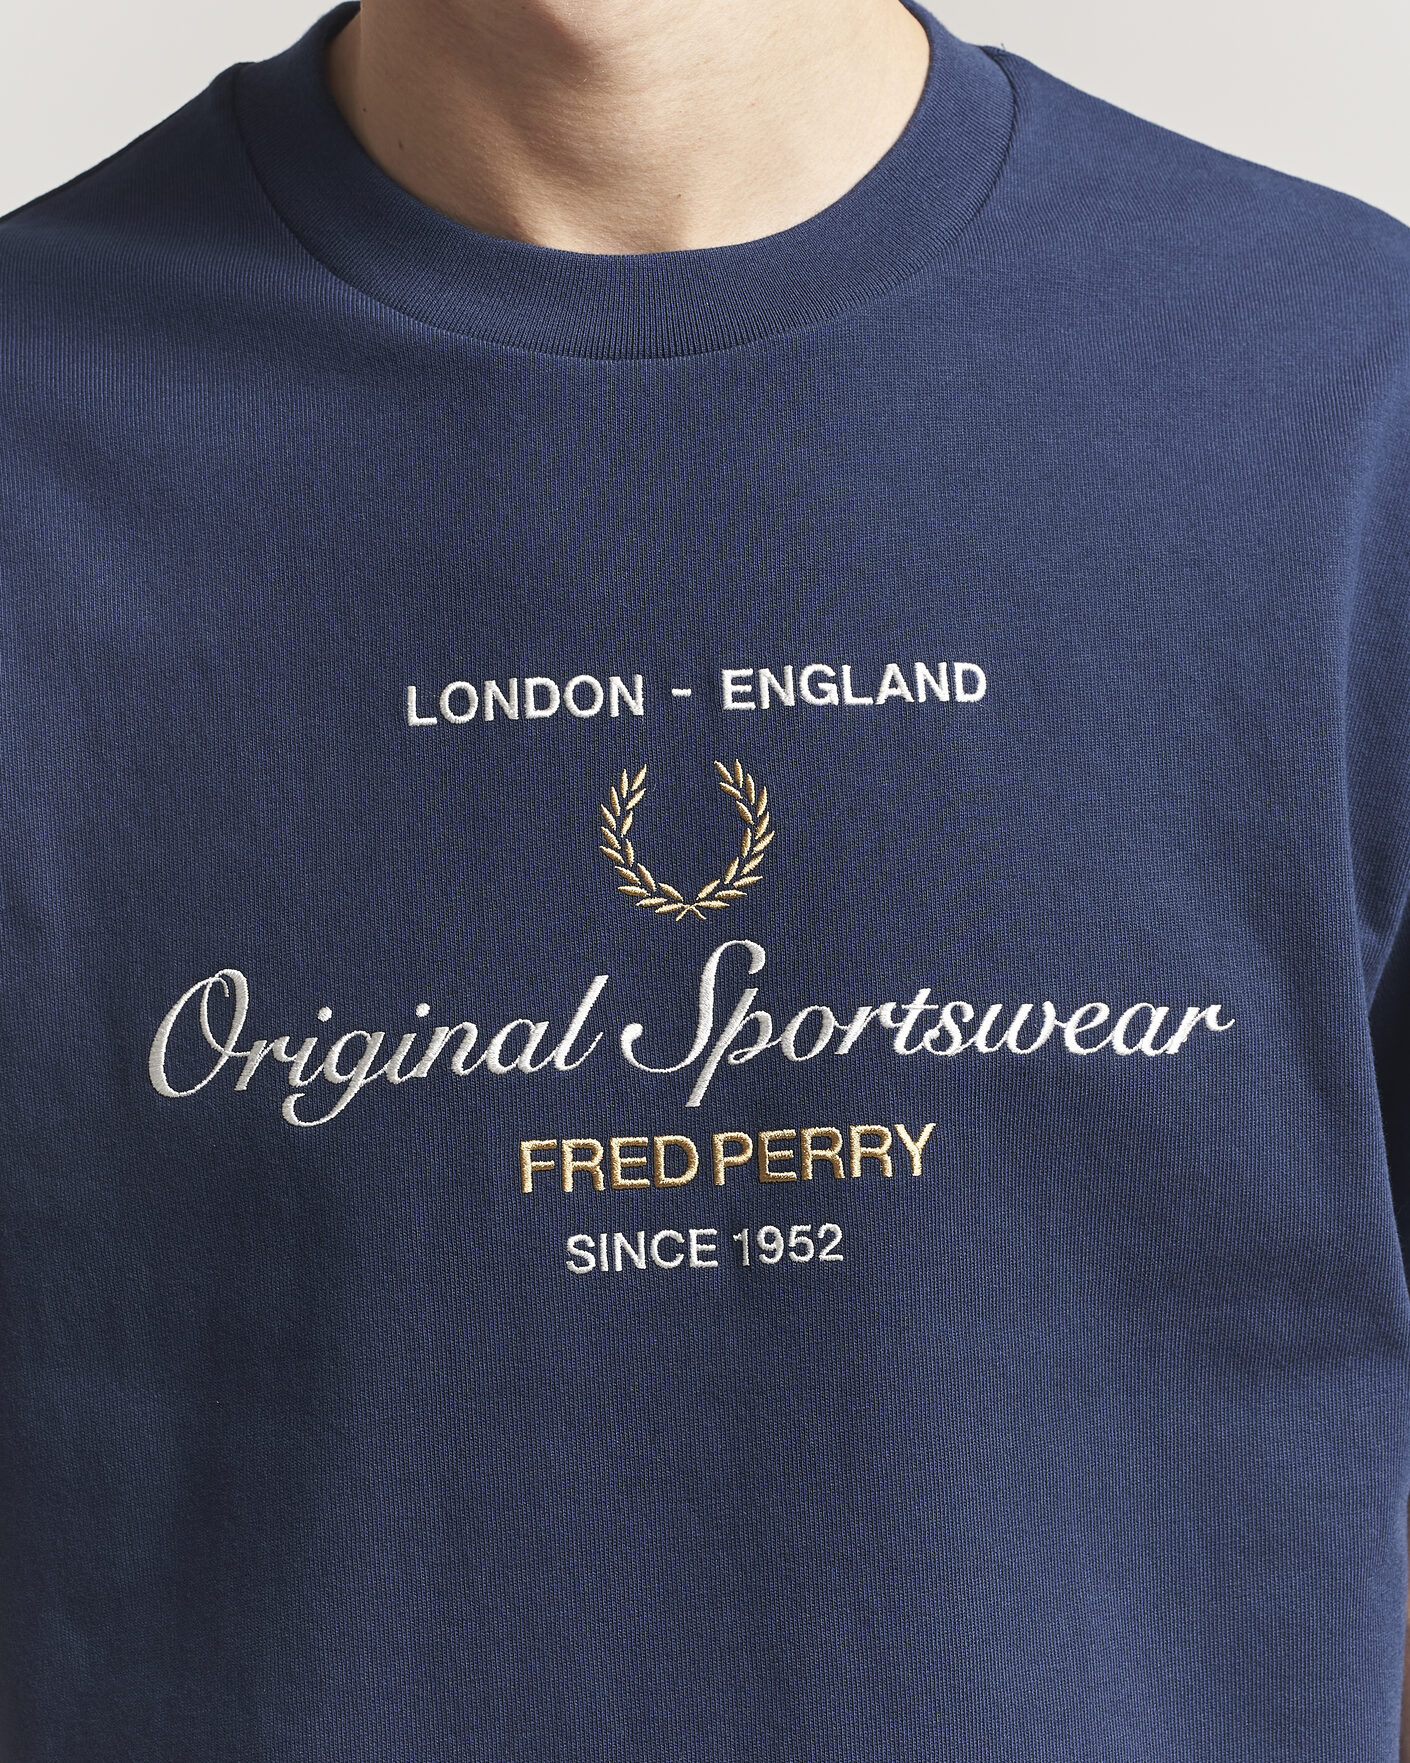 LONDON - ENGLAND
Original Sportswear
FRED PERRY
SINCE 1952